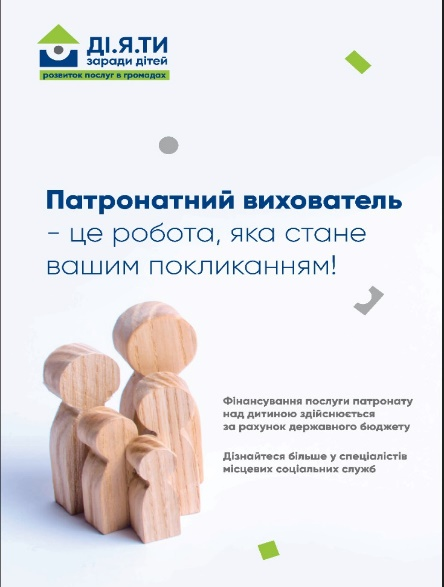 ДІ.Я.ТИ
заради дітей
розвиток послуг в громадах
Патронатний вихователь
- це робота, яка стане
вашим покликанням!
Фінансування послуги патронату
над дитиною здійснюється
за рахунок державного бюджету
Дізнайтеся більше у спеціалістів
місцевих соціальних служб